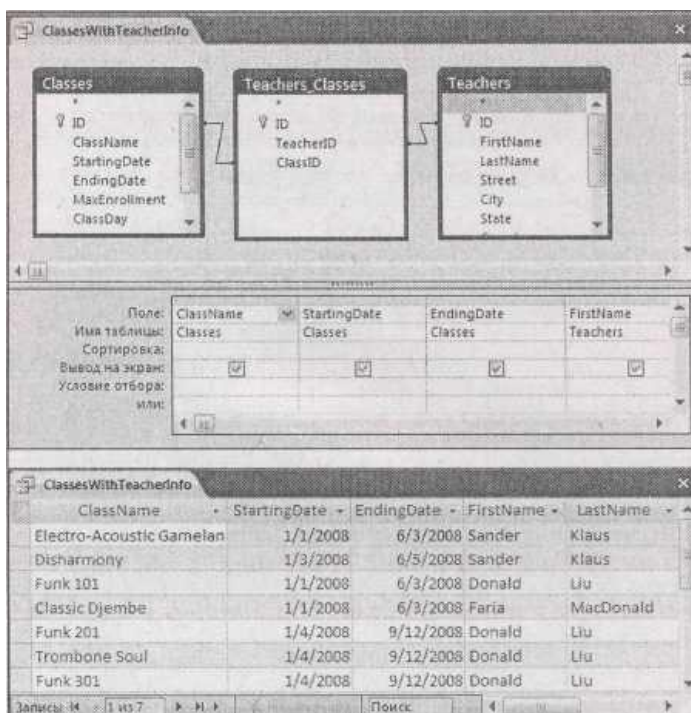 ClassesWithTeacherInfo
Classes
*
ID
ClassName
StartingDate
EndingDate
MaxEnrollment
ClassDay
Teachers_Classes
*
ID
TeacherID
ClassID
Teachers
*
ID
FirstName
LastName
Street
City
State
Поле: ClassName StartingDate EndingDate FirstName
Имя таблицы: Classes Classes Classes Teachers
Сортировка:
Вывод на экран:
Условие отбора:
или:
ClassesWithTeacherInfo
ClassName StartingDate EndingDate FirstName LastName
Electro-Acoustic Gamelan 1/1/2008 6/3/2008 Sander Klaus
Disharmony 1/3/2008 6/5/2008 Sander Klaus
Funk 101 1/1/2008 6/3/2008 Donald Liu
Classic Djembe 1/1/2008 6/3/2008 Faria MacDonald
Funk 201 1/4/2008 9/12/2008 Donald Liu
Trombone Soul 1/4/2008 9/12/2008 Donald Liu
Funk 301 1/4/2008 9/12/2008 Donald Liu
Записи: 1 из 7 Поиск